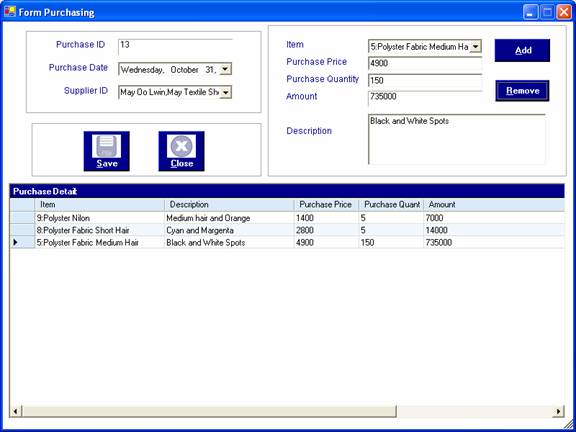 Form Purchasing
Purchase ID 13
Purchase Date Wednesday, October 31,
Supplier ID May Oo Lwin,May Textile Sh
Save Close
Item 5:Polyster Fabric Medium Ha
Purchase Price 4900
Purchase Quantity 150
Amount 735000
Description Black and White Spots
Add
Remove
Purchase Detail:
Item Description Purchase Price Purchase Quant Amount
9:Polyster Nilon Medium hair and Orange 1400 5 7000
8:Polyster Fabric Short Hair Cyan and Margenta 2800 5 14000
5:Polyster Fabric Medium Hair Black and White Spots 4900 150 735000